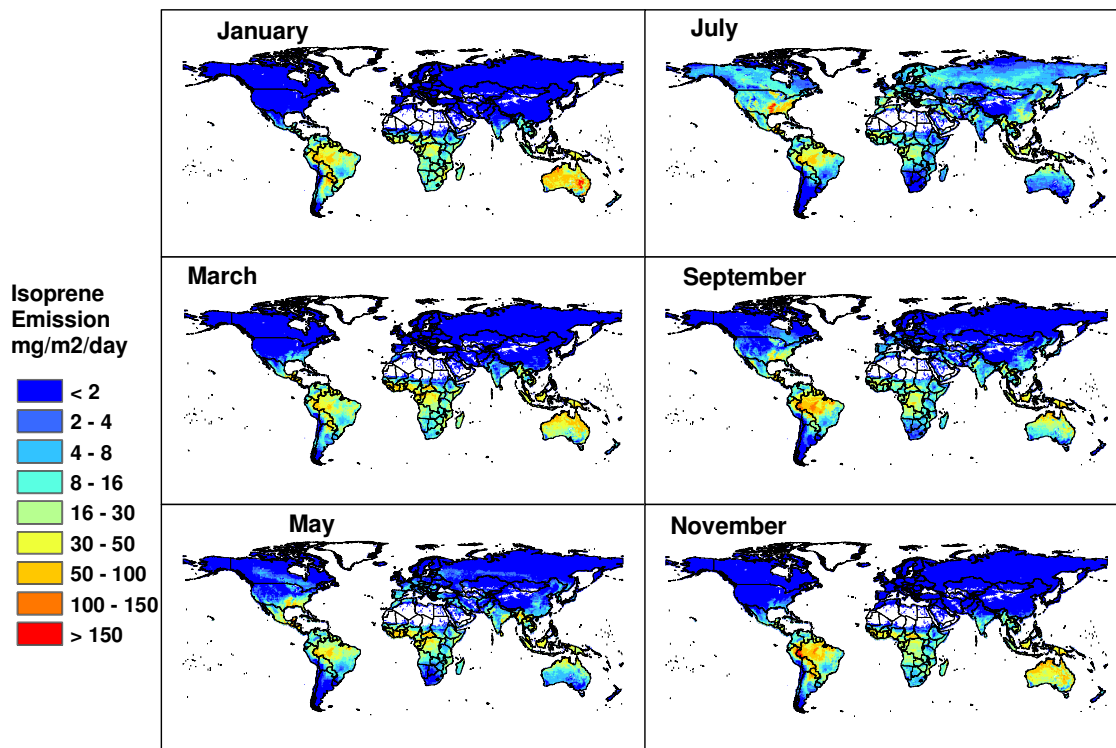 January
July
March
September
May
November
Isoprene
Emission
mg/m2/day
< 2
2 - 4
4 - 8
8 - 16
16 - 30
30 - 50
50 - 100
100 - 150
> 150